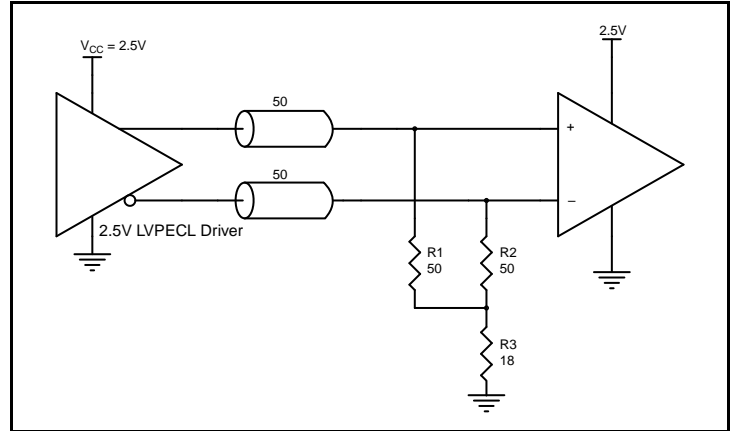 V_CC = 2.5V
2.5V
50
+
50
–
2.5V LVPECL Driver
R1
50
R2
50
R3
18